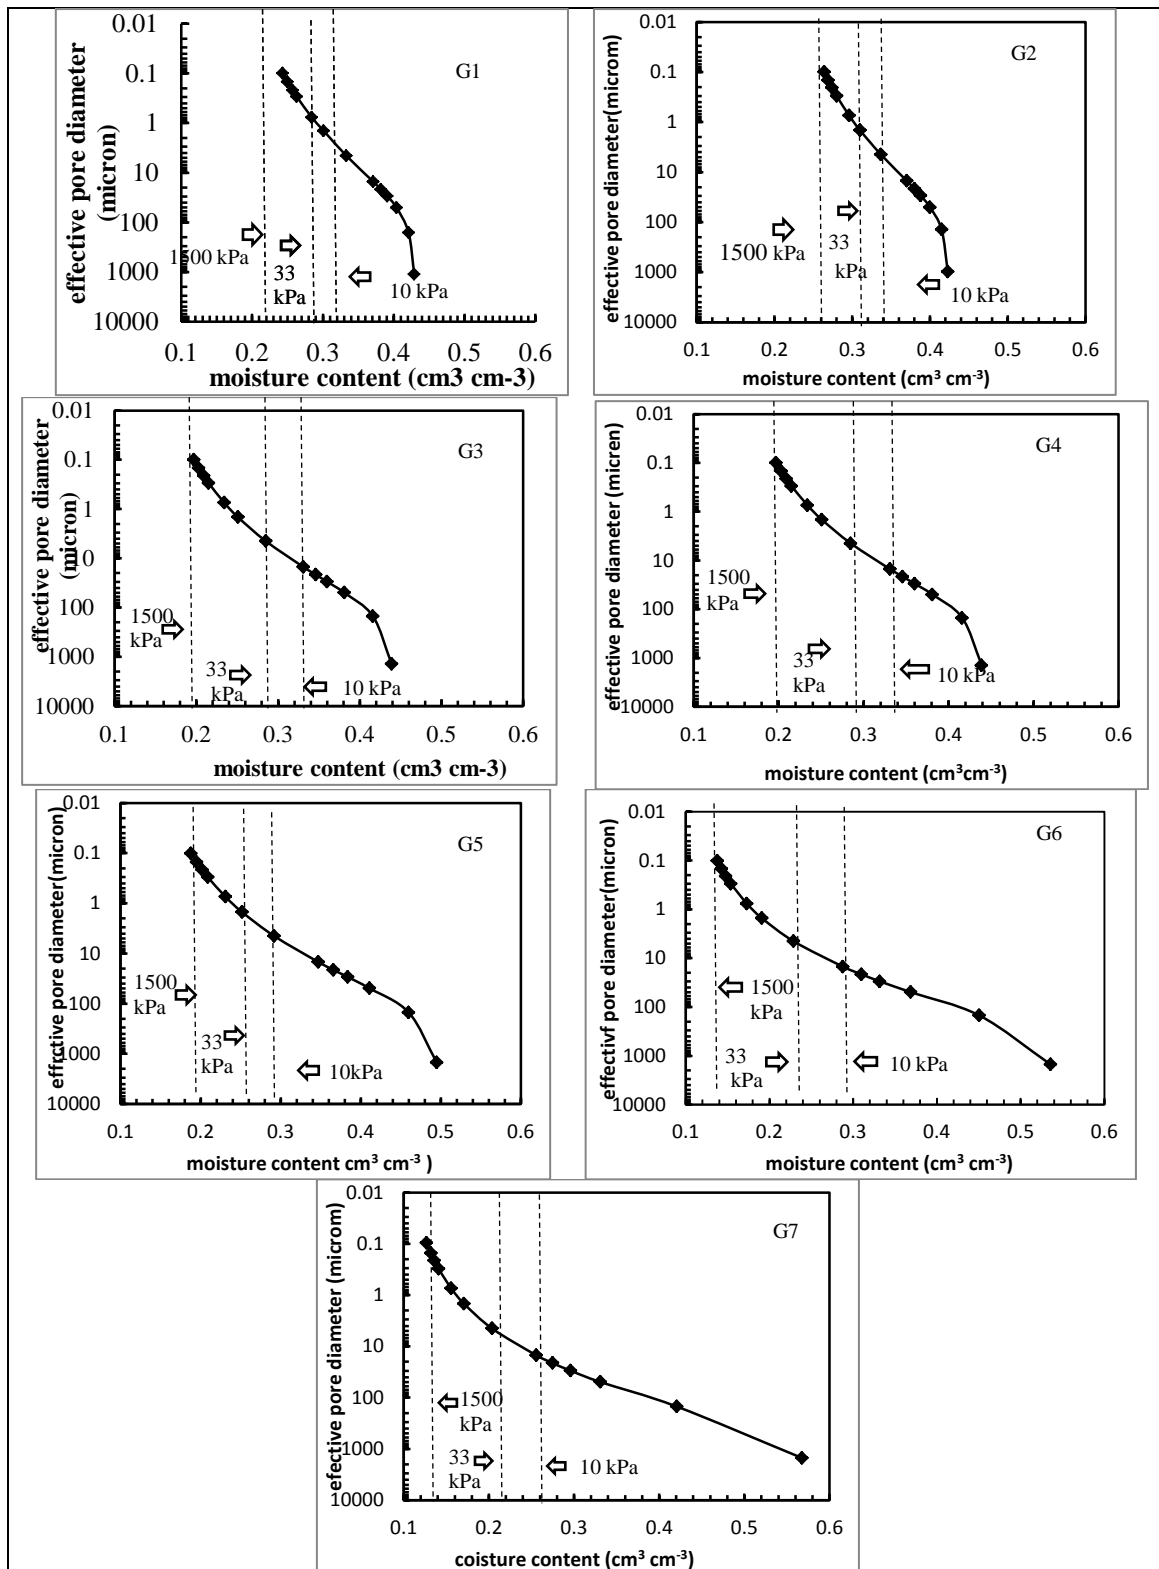 effective pore diameter
(micron)
0.01
0.1
1
10
100
1000
10000
G1
1500 kPa
33
kPa
10 kPa
0.1 0.2 0.3 0.4 0.5 0.6
moisture content (cm3 cm-3)
effective pore diameter(microm)
0.01
0.1
1
10
100
1000
10000
G2
1500 kPa
33
kPa
10 kPa
0.1 0.2 0.3 0.4 0.5 0.6
moisture content (cm³ cm⁻³)
effective pore diameter
(micron)
0.01
0.1
1
10
100
1000
10000
G3
1500
kPa
33
kPa
10 kPa
0.1 0.2 0.3 0.4 0.5 0.6
moisture content (cm3 cm-3)
effective pore diameter (micren)
0.01
0.1
1
10
100
1000
10000
G4
1500
kPa
33
kPa
10 kPa
0.1 0.2 0.3 0.4 0.5 0.6
moisture content (cm³cm⁻³)
effrctive pore diameter(micron)
0.01
0.1
1
10
100
1000
10000
G5
1500
kPa
33
kPa
10kPa
0.1 0.2 0.3 0.4 0.5 0.6
moisture content cm³ cm⁻³ )
effectivf pore diameter(micron)
0.01
0.1
1
10
100
1000
10000
G6
1500
kPa
33
kPa
10 kPa
0.1 0.2 0.3 0.4 0.5 0.6
moisture content (cm³ cm⁻³)
efective pore diameter (microm)
0.01
0.1
1
10
100
1000
10000
G7
1500
kPa
33
kPa
10 kPa
0.1 0.2 0.3 0.4 0.5 0.6
coisture content (cm³ cm⁻³)